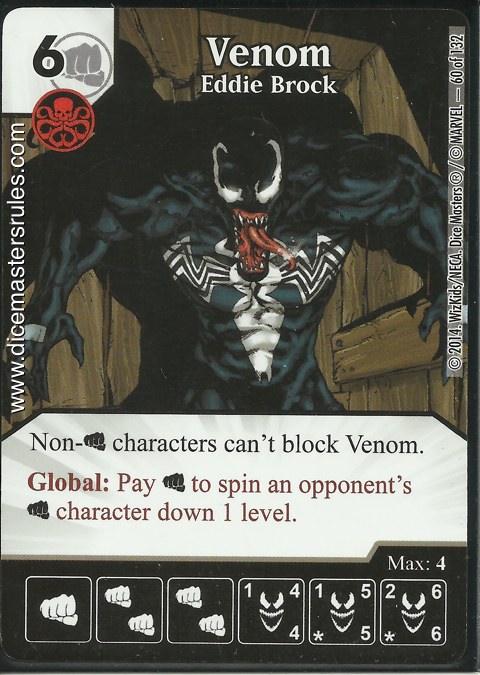 6
Venom
Eddie Brock
www.dicemastersrules.com
© 2014. WizKids/NECA. Dice Masters ® / © MARVEL — 60 of 132
Non- characters can't block Venom.
Global: Pay to spin an opponent's
character down 1 level.
Max: 4
1 4 4
1 5 * 5
2 6 * 6